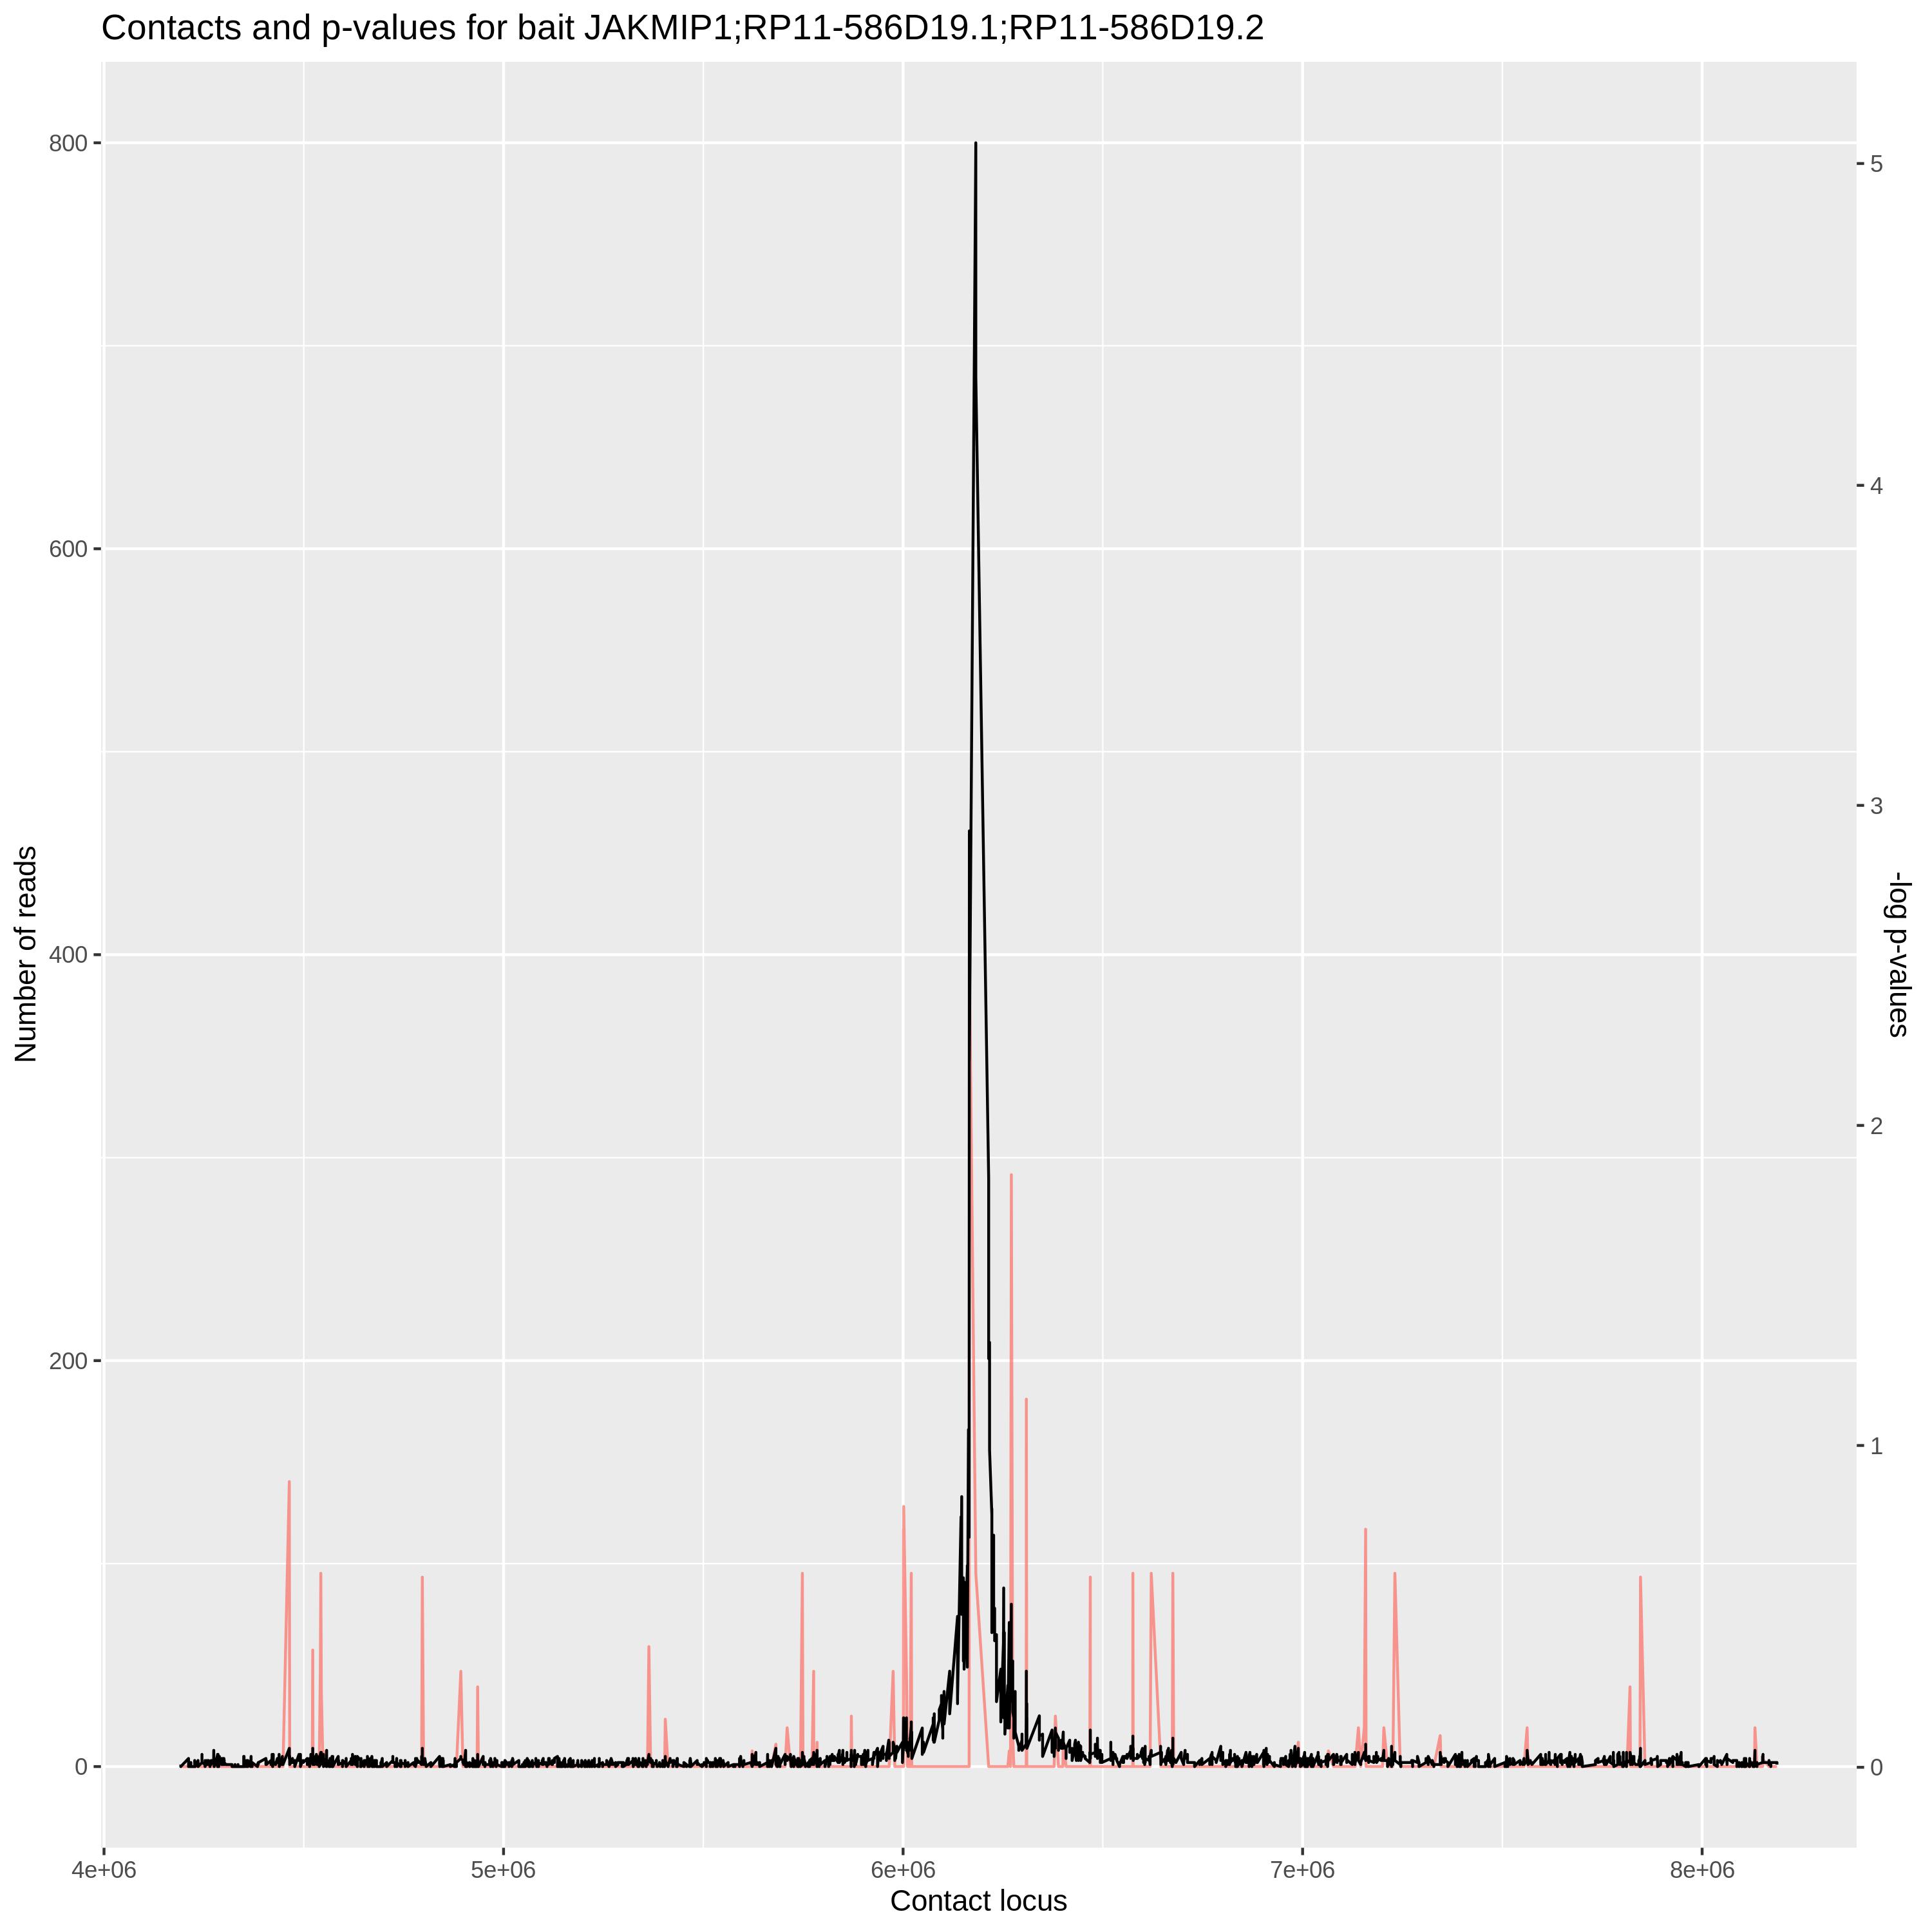 Contacts and p-values for bait JAKMIP1;RP11-586D19.1;RP11-586D19.2
800
600
400
200
0
Number of reads
5
4
3
2
1
0
-log p-values
4e+06 5e+06 6e+06 7e+06 8e+06
Contact locus